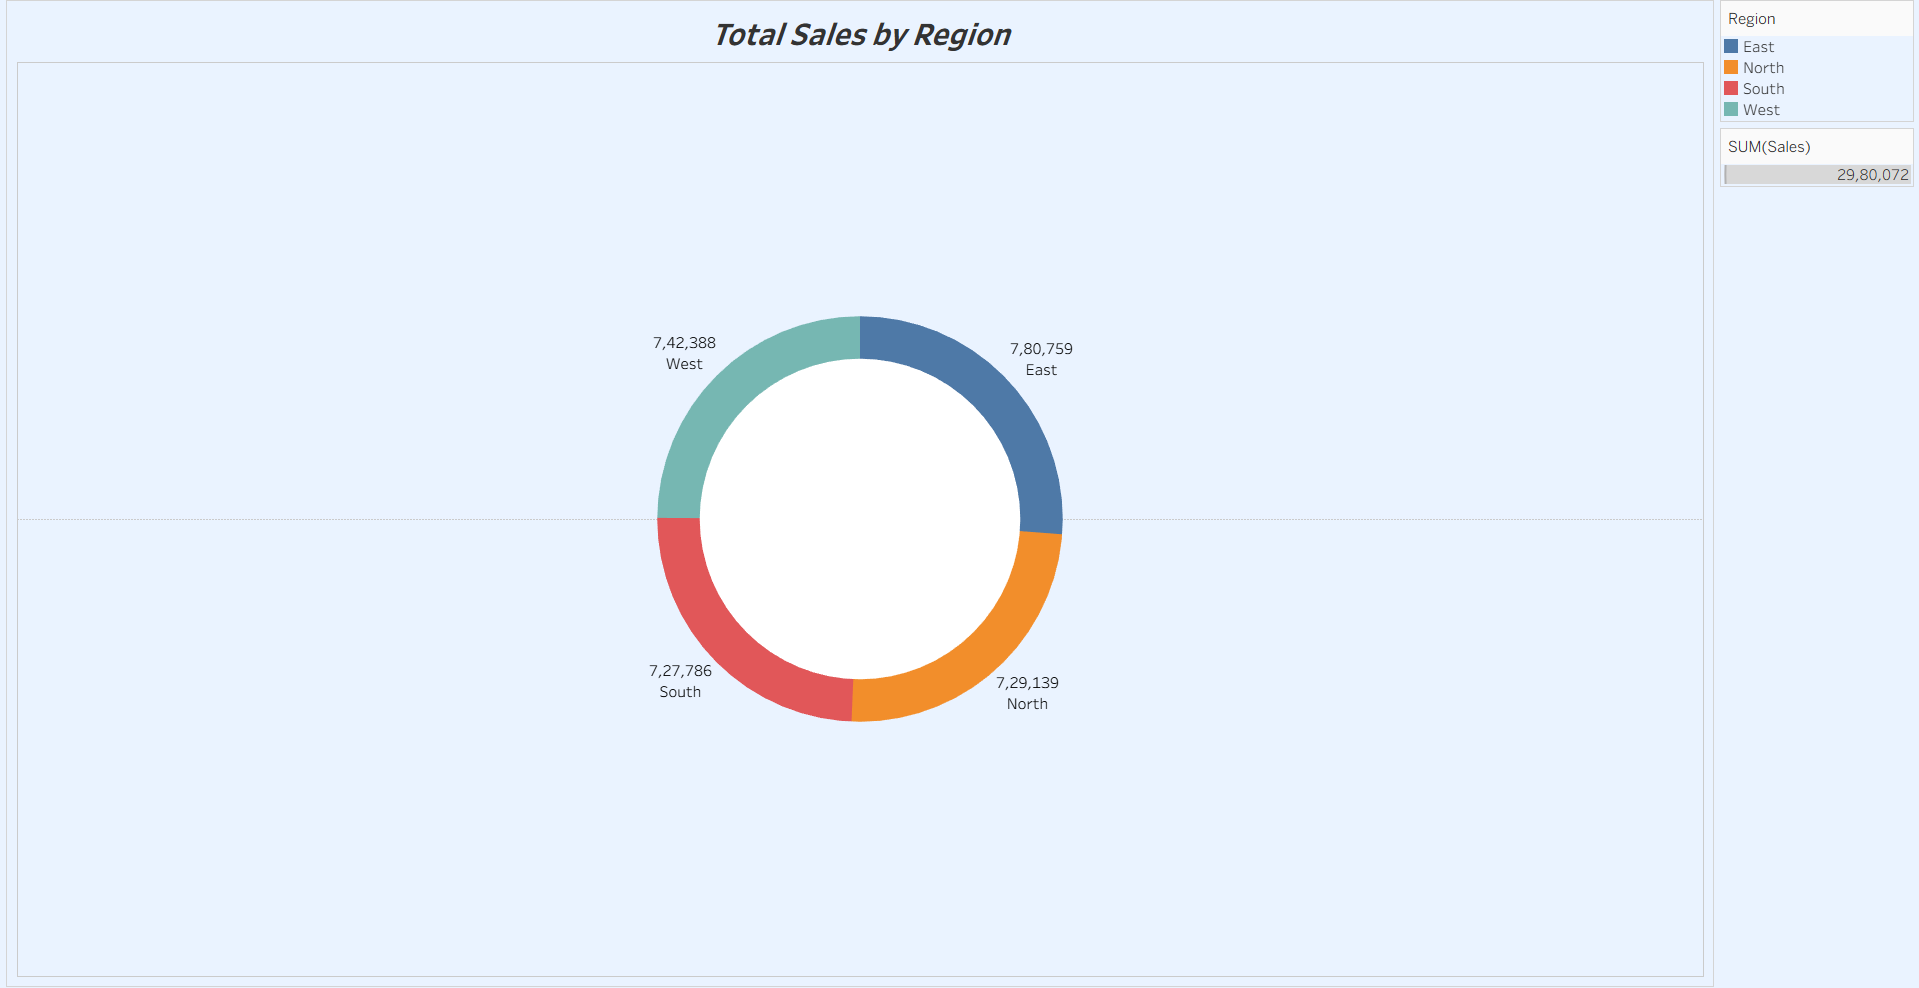 Total Sales by Region
7,42,388
West
7,80,759
East
7,27,786
South
7,29,139
North
Region
East
North
South
West
SUM(Sales)
29,80,072